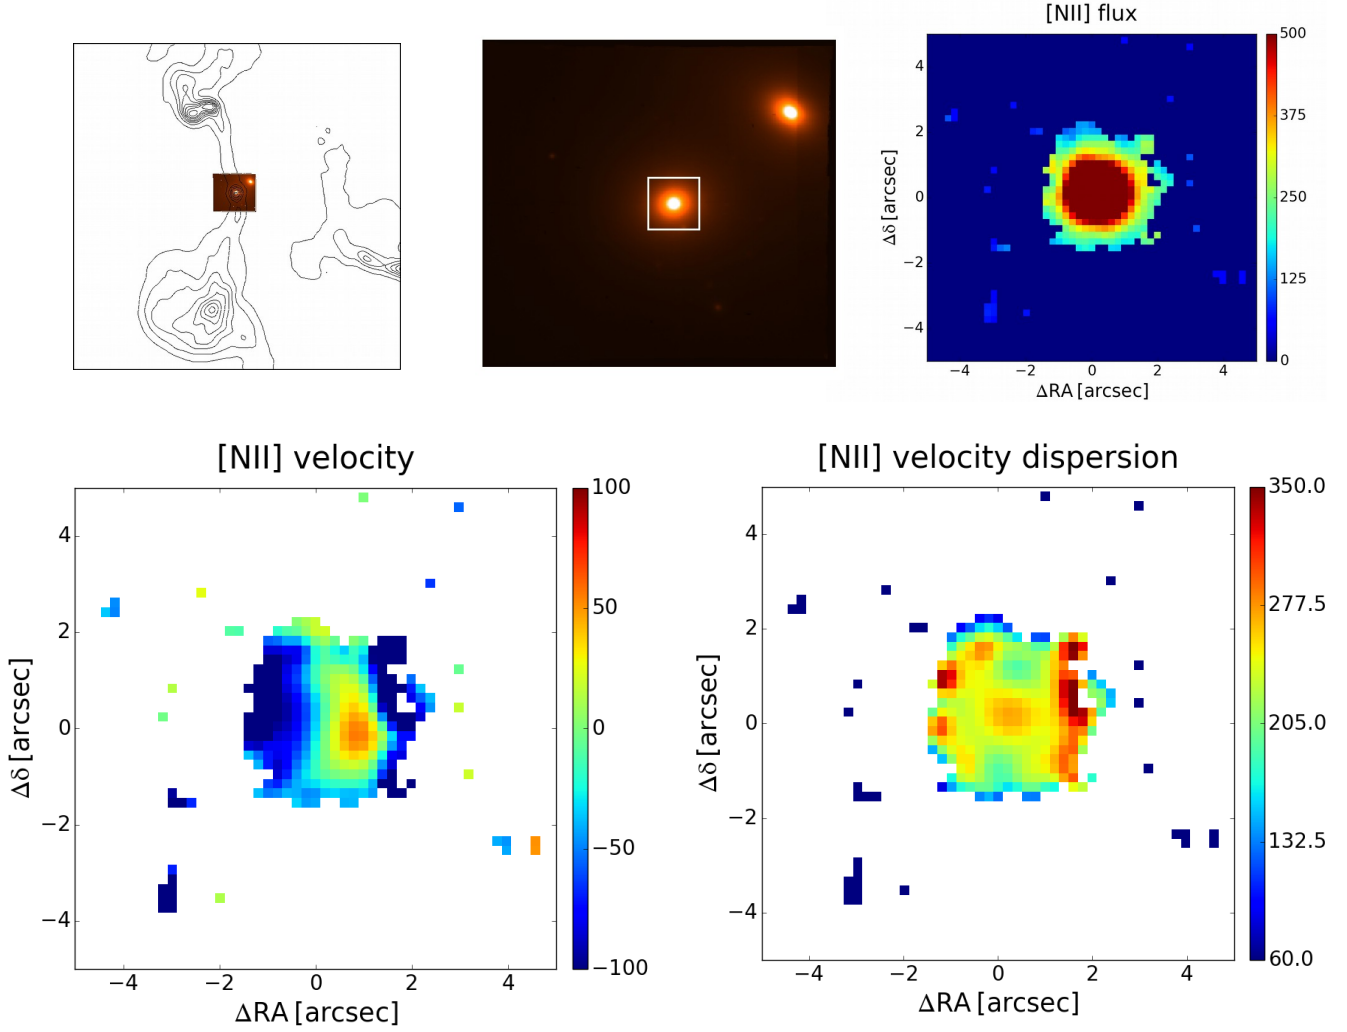 [NII] flux
4
2
0
−2
−4
Δδ [arcsec]
−4 −2 0 2 4
ΔRA [arcsec]
500
375
250
125
0
[NII] velocity
4
2
0
−2
−4
Δδ [arcsec]
−4 −2 0 2 4
ΔRA [arcsec]
100
50
0
−50
−100
[NII] velocity dispersion
4
2
0
−2
−4
Δδ [arcsec]
−4 −2 0 2 4
ΔRA [arcsec]
350.0
277.5
205.0
132.5
60.0